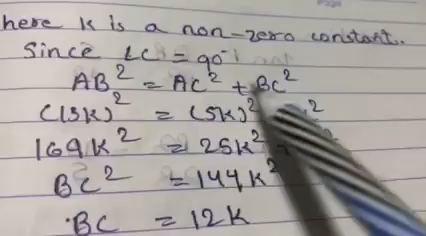 here K is a non-zero constant.
Since ∠C = 90°
AB² = AC² + BC²
(13K)² = (5K)²
169K² = 25K²
BC² = 144K²
BC = 12K